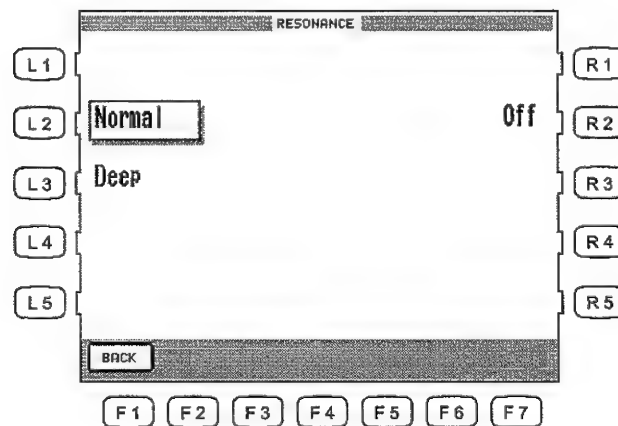 RESONANCE
L1 R1
L2 Normal Off R2
L3 Deep R3
L4 R4
L5 R5
BACK
F1 F2 F3 F4 F5 F6 F7